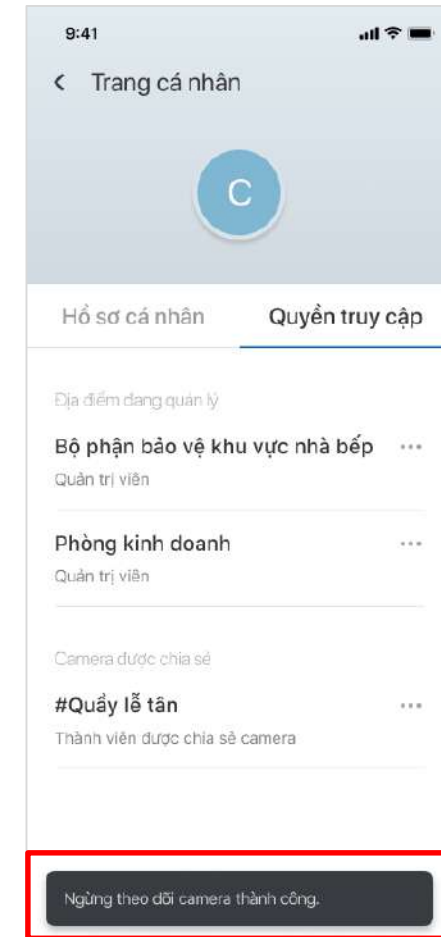 9:41
Trang cá nhân
C
Hồ sơ cá nhân Quyền truy cập
Địa điểm đang quản lý
Bộ phận bảo vệ khu vực nhà bếp
Quản trị viên
Phòng kinh doanh
Quản trị viên
Camera được chia sẻ
#Quầy lễ tân
Thành viên được chia sẻ camera
Ngừng theo dõi camera thành công.